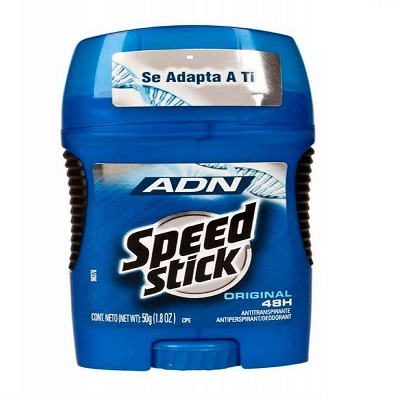 Se Adapta A Ti
ADN
SPEED
STICK®
ORIGINAL
48H
ANTITRANSPIRANTE
ANTIPERSPIRANT/DEODORANT
CONT. NETO (NET WT): 50g (1.8 OZ) CPE